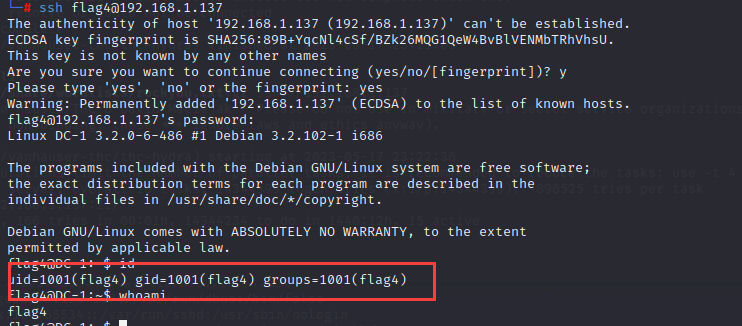 # ssh flag4@192.168.1.137
The authenticity of host '192.168.1.137 (192.168.1.137)' can't be established.
ECDSA key fingerprint is SHA256:89B+YqcNl4cSf/BZk26MQG1QeW4BvBlVENMbTRhVhsU.
This key is not known by any other names
Are you sure you want to continue connecting (yes/no/[fingerprint])? y
Please type 'yes', 'no' or the fingerprint: yes
Warning: Permanently added '192.168.1.137' (ECDSA) to the list of known hosts.
flag4@192.168.1.137's password:
Linux DC-1 3.2.0-6-486 #1 Debian 3.2.102-1 i686
The programs included with the Debian GNU/Linux system are free software;
the exact distribution terms for each program are described in the
individual files in /usr/share/doc/*/copyright.
Debian GNU/Linux comes with ABSOLUTELY NO WARRANTY, to the extent
permitted by applicable law.
flag4@DC-1:~$ id
uid=1001(flag4) gid=1001(flag4) groups=1001(flag4)
flag4@DC-1:~$ whoami
flag4
flag4@DC-1:~$